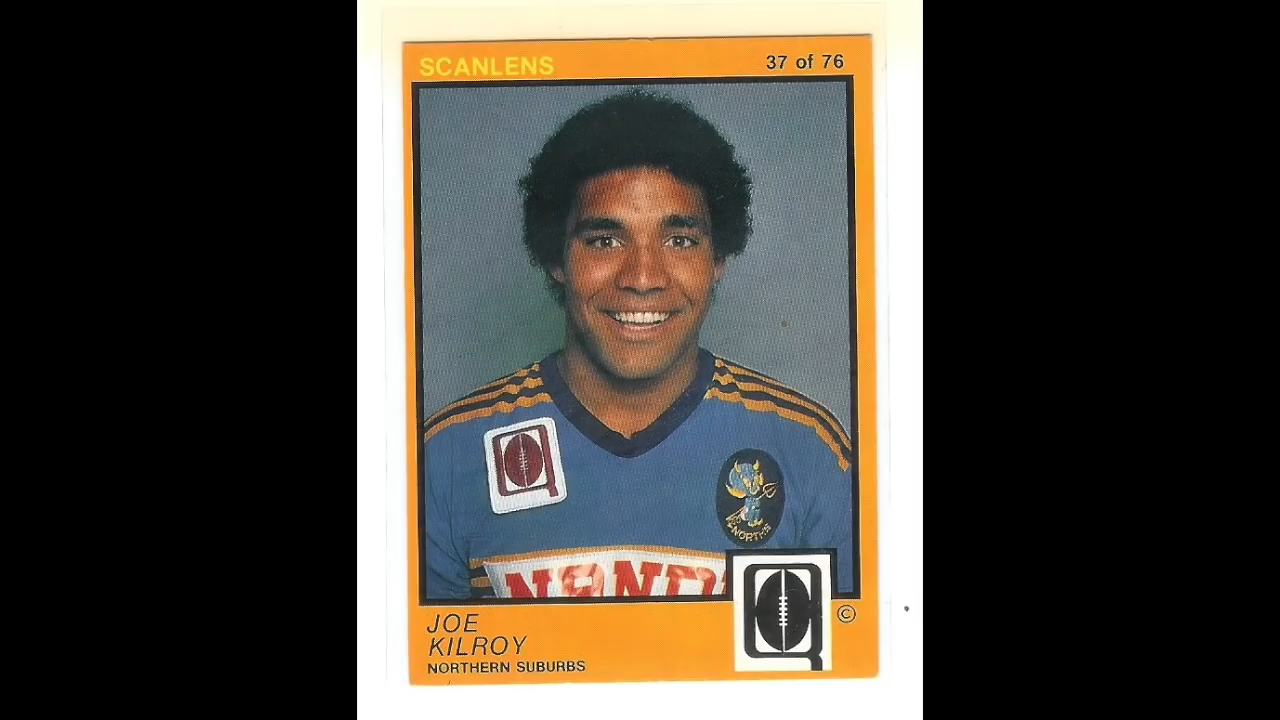 SCANLENS
37 of 76
NORTHS
©
JOE
KILROY
NORTHERN SUBURBS